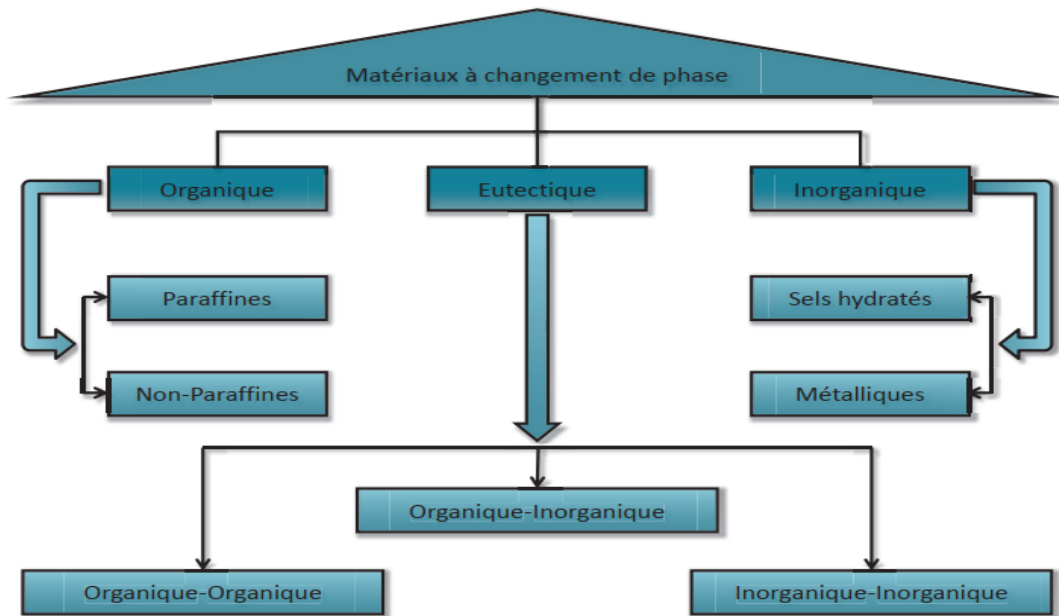 Matériaux à changement de phase
Organique
Eutectique
Inorganique
Paraffines
Sels hydratés
Non-Paraffines
Métalliques
Organique-Inorganique
Organique-Organique
Inorganique-Inorganique